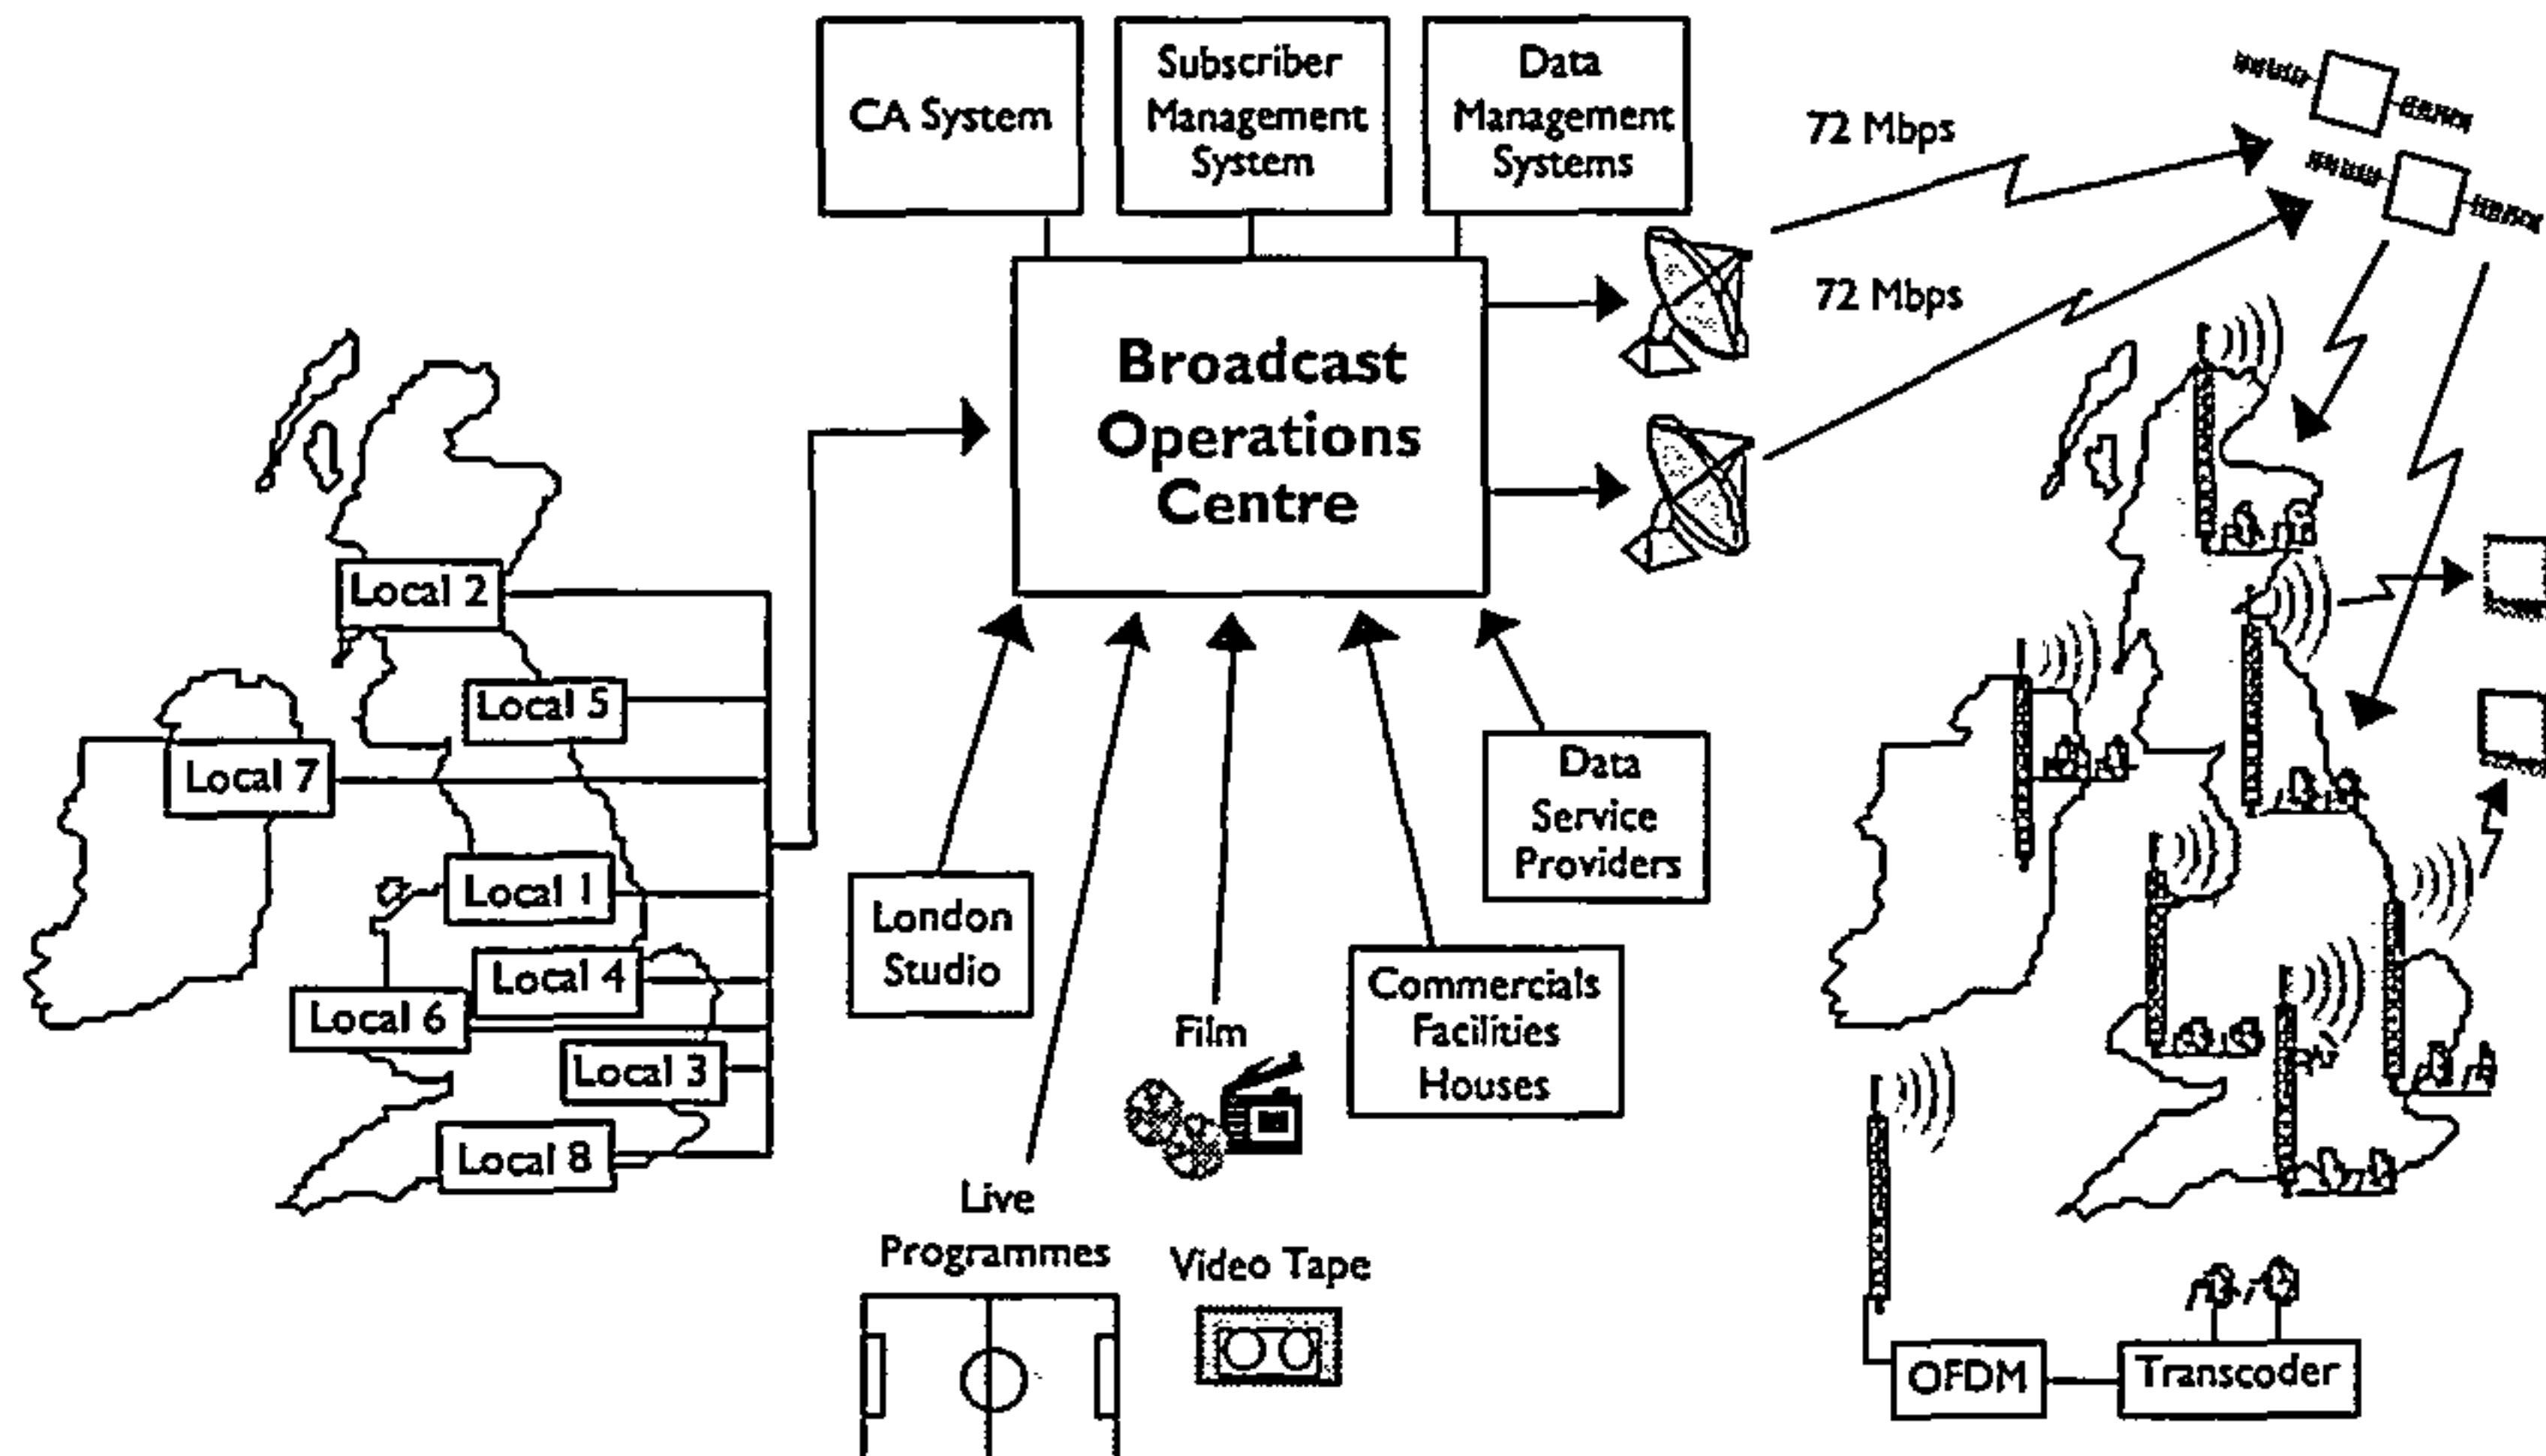 CA System
Subscriber
Management
System
Data
Management
Systems
72 Mbps
72 Mbps
Broadcast
Operations
Centre
Local 2
Local 5
Local 7
Local 1
Local 4
Local 6
Local 3
Local 8
London
Studio
Live
Programmes
Film
Video Tape
Commercials
Facilities
Houses
Data
Service
Providers
OFDM
Transcoder